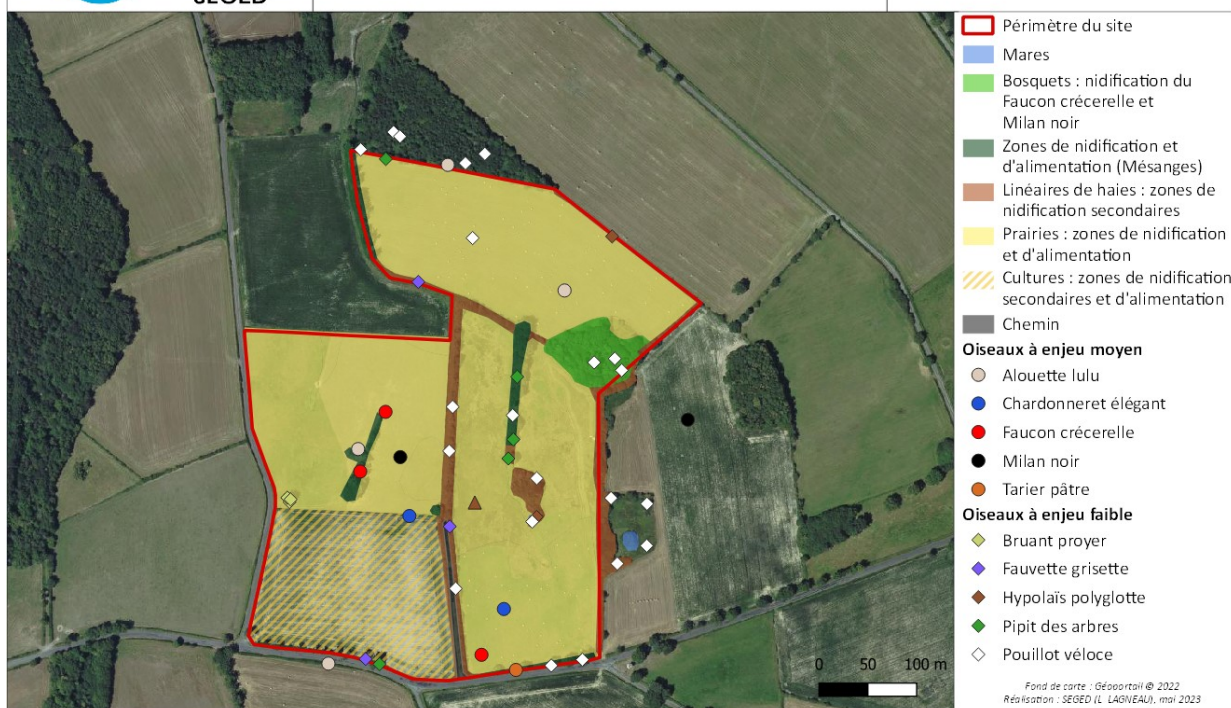 SEGED
Périmètre du site
Mares
Bosquets : nidification du
Faucon crécerelle et
Milan noir
Zones de nidification et
d'alimentation (Mésanges)
Linéaires de haies : zones de
nidification secondaires
Prairies : zones de nidification
et d'alimentation
Cultures : zones de nidification
secondaires et d'alimentation
Chemin
Oiseaux à enjeu moyen
Alouette lulu
Chardonneret élégant
Faucon crécerelle
Milan noir
Tarier pâtre
Oiseaux à enjeu faible
Bruant proyer
Fauvette grisette
Hypolaïs polyglotte
Pipit des arbres
Pouillot véloce
0 50 100 m
Fond de carte : Géoportail © 2022
Réalisation : SEGED (L. LAGNEAU), mai 2023